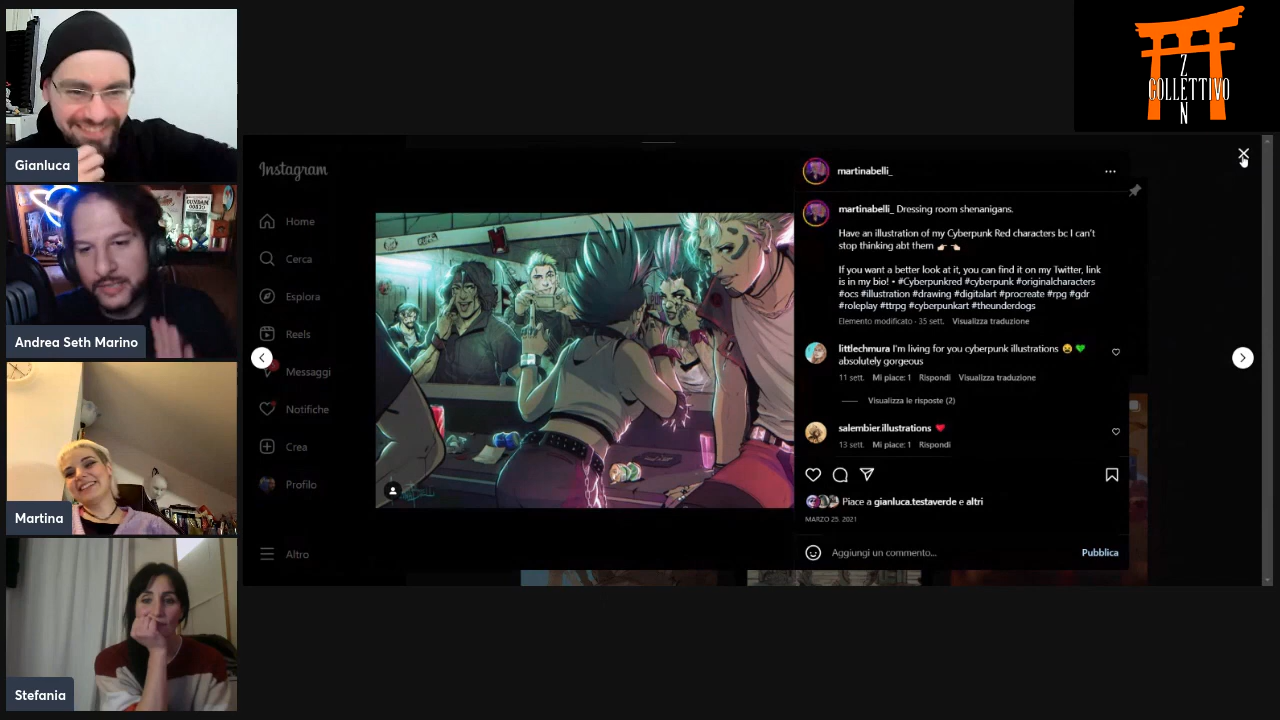 Gianluca
Andrea Seth Marino
Martina
Stefania
Z
COLLETTIVO
N
Instagram
Home
Cerca
Esplora
Reels
Messaggi
Notifiche
Crea
Profilo
Altro
martinabelli_
martinabelli_ Dressing room shenanigans.
Have an illustration of my Cyberpunk Red characters bc I can't
stop thinking abt them 👉🏻👈🏻
If you want a better look at it, you can find it on my Twitter, link
is in my bio! • #Cyberpunkred #cyberpunk #originalcharacters
#ocs #illustration #drawing #digitalart #procreate #rpg #gdr
#roleplay #ttrpg #cyberpunkart #theunderdogs
Elemento modificato · 35 sett. Visualizza traduzione
littlechmura I'm living for you cyberpunk illustrations 😫💚
absolutely gorgeous
11 sett. Mi piace: 1 Rispondi Visualizza traduzione
Visualizza le risposte (2)
salembier.illustrations ❤️
13 sett. Mi piace: 1 Rispondi
Piace a gianluca.testaverde e altri
MARZO 25, 2021
Aggiungi un commento...
Pubblica